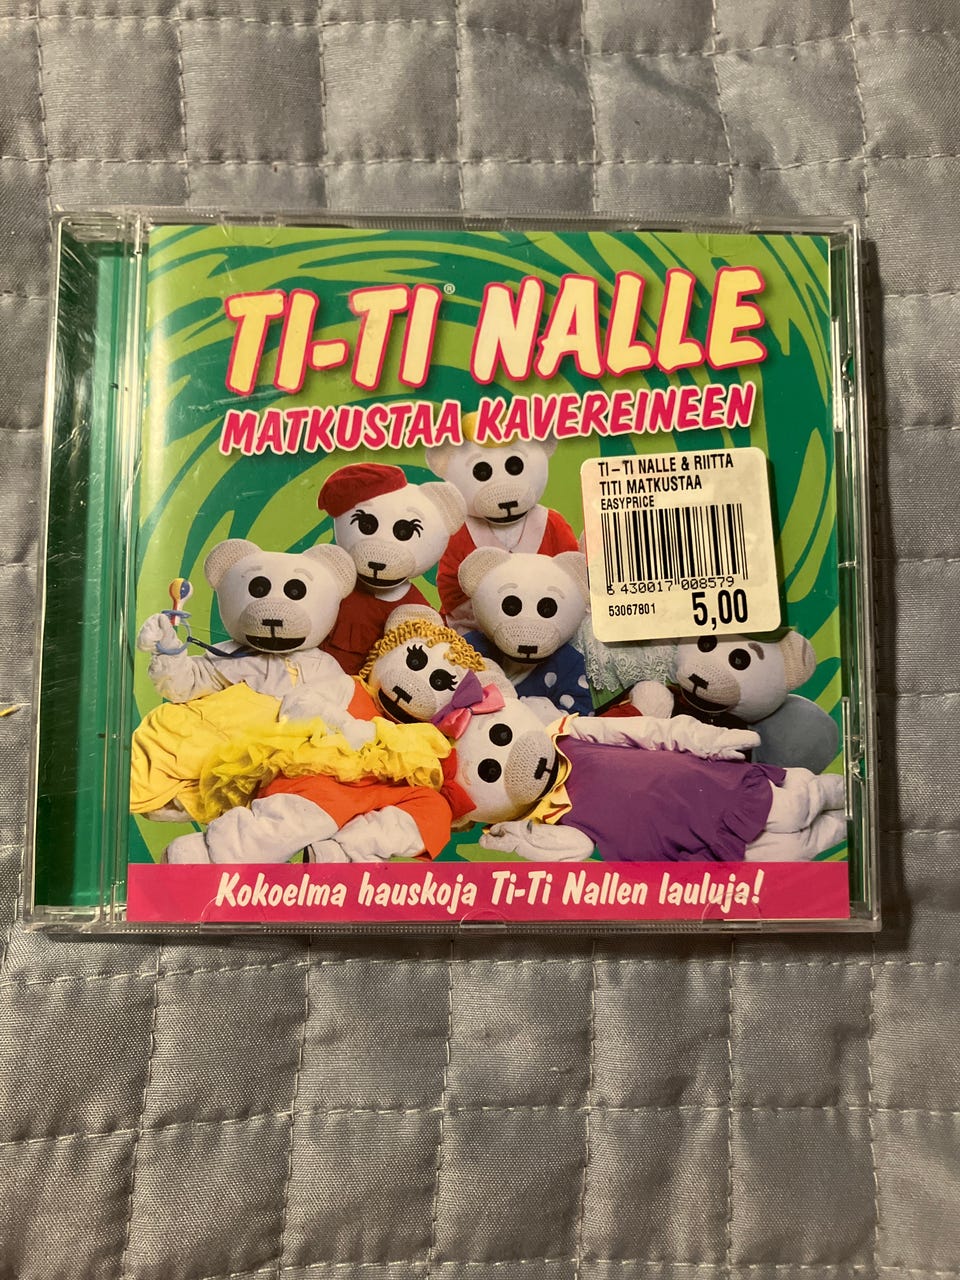 TI-TI® NALLE
MATKUSTAA KAVEREINEEN
TI-TI NALLE & RIITTA
TITI MATKUSTAA
EASYPRICE
6 430017 008579
53067801 5,00
Kokoelma hauskoja Ti-Ti Nallen lauluja!